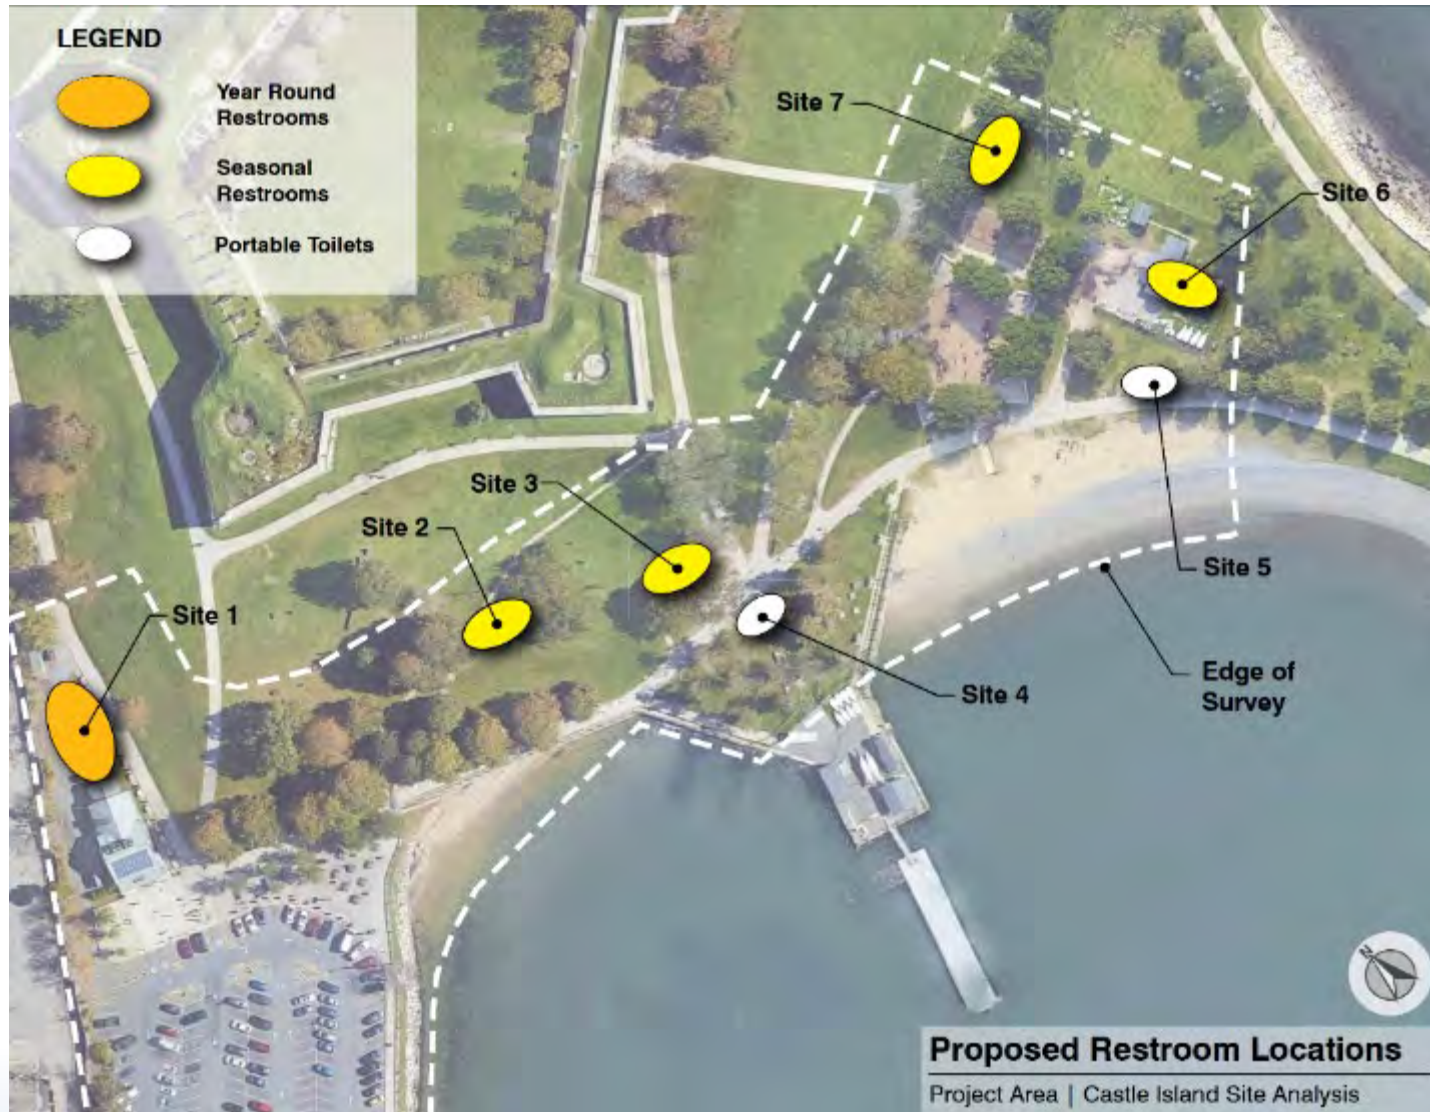 LEGEND
Year Round
Restrooms
Seasonal
Restrooms
Portable Toilets
Site 7
Site 6
Site 3
Site 2
Site 5
Site 1
Edge of
Survey
Site 4
N
Proposed Restroom Locations
Project Area | Castle Island Site Analysis